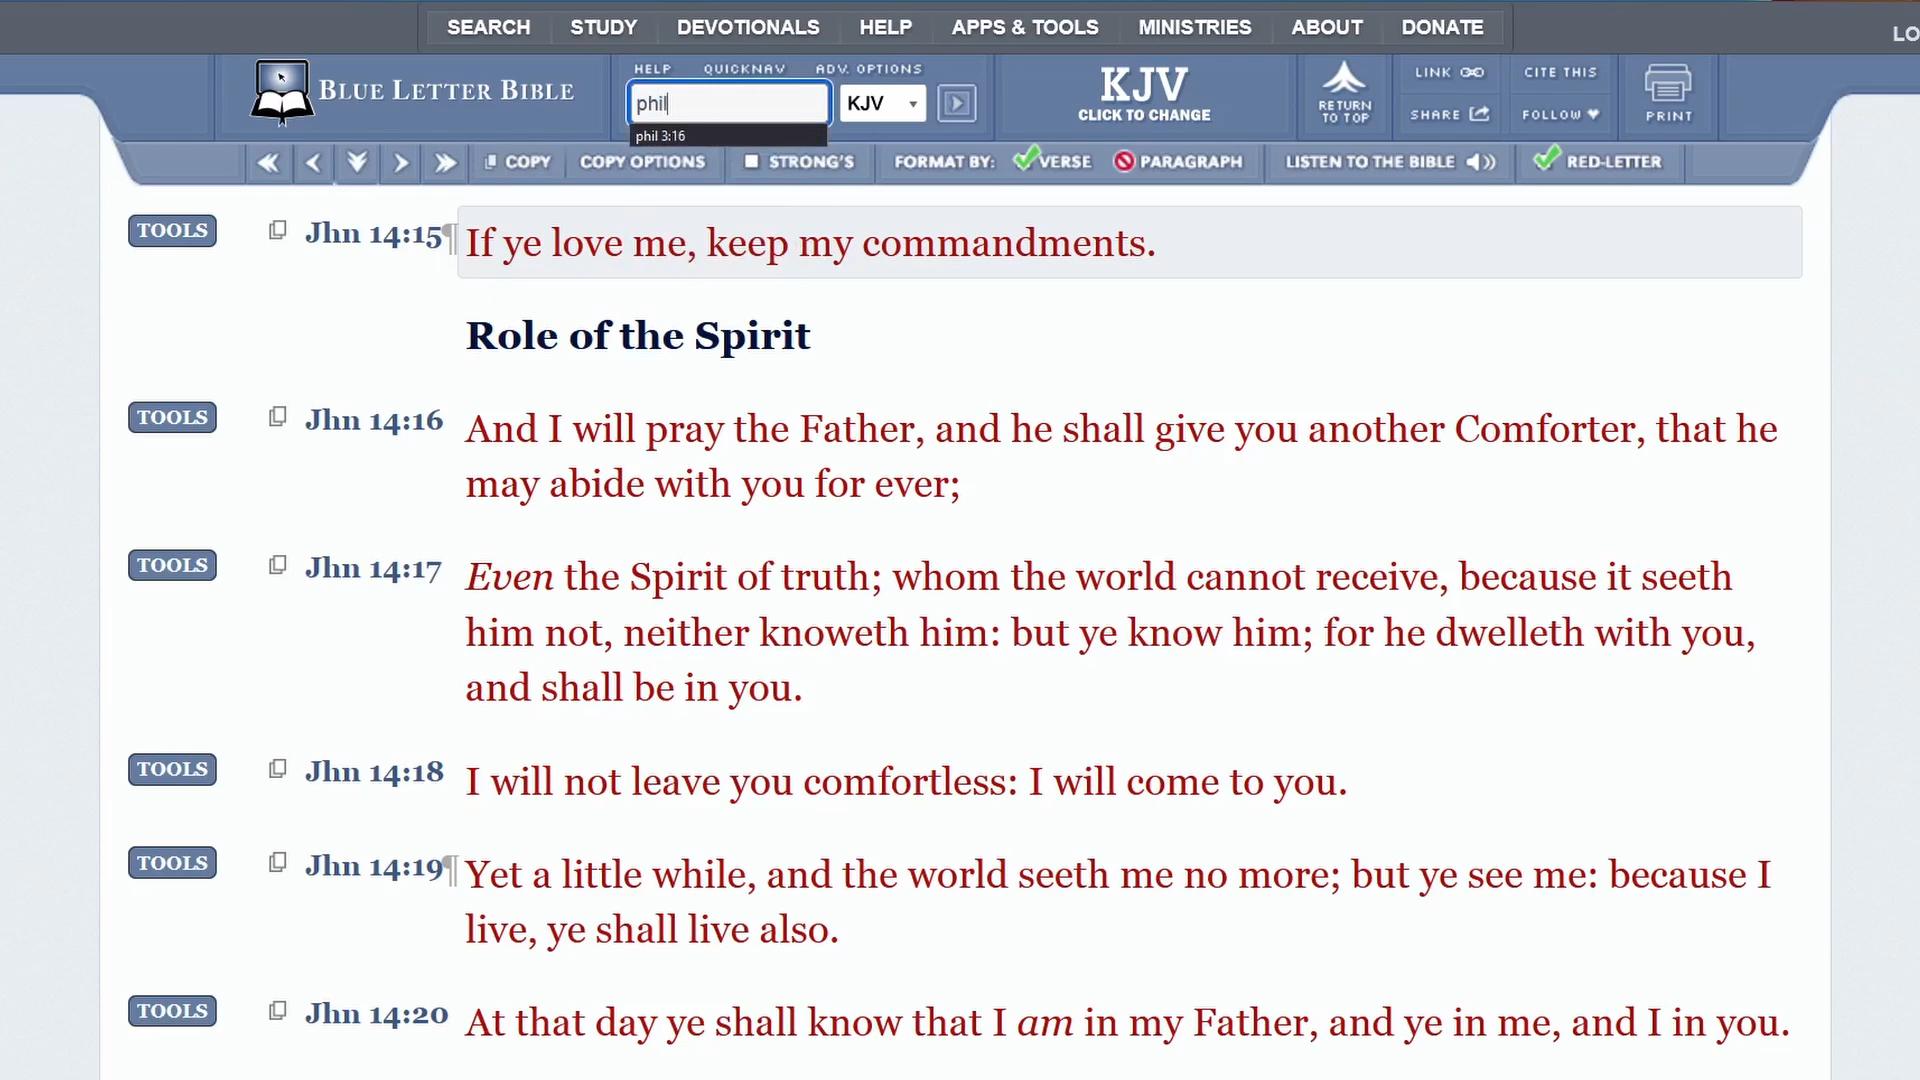 SEARCH STUDY DEVOTIONALS HELP APPS & TOOLS MINISTRIES ABOUT DONATE LO
BLUE LETTER BIBLE
HELP QUICKNAV ADV. OPTIONS
phil
KJV
phil 3:16
KJV
CLICK TO CHANGE
RETURN
TO TOP
LINK
SHARE
CITE THIS
FOLLOW
PRINT
COPY COPY OPTIONS STRONG'S FORMAT BY: VERSE PARAGRAPH LISTEN TO THE BIBLE RED-LETTER
TOOLS Jhn 14:15 ¶ If ye love me, keep my commandments.
Role of the Spirit
TOOLS Jhn 14:16 And I will pray the Father, and he shall give you another Comforter, that he
may abide with you for ever;
TOOLS Jhn 14:17 Even the Spirit of truth; whom the world cannot receive, because it seeth
him not, neither knoweth him: but ye know him; for he dwelleth with you,
and shall be in you.
TOOLS Jhn 14:18 I will not leave you comfortless: I will come to you.
TOOLS Jhn 14:19 ¶ Yet a little while, and the world seeth me no more; but ye see me: because I
live, ye shall live also.
TOOLS Jhn 14:20 At that day ye shall know that I am in my Father, and ye in me, and I in you.